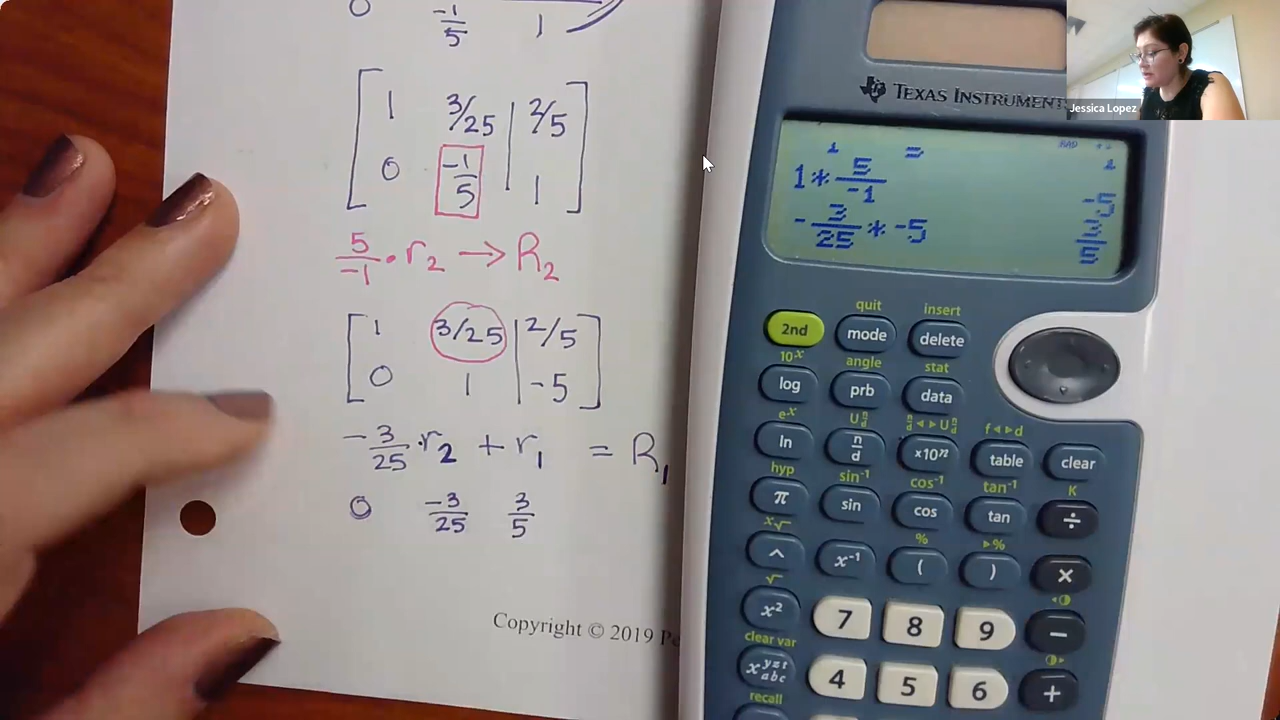 0 -1/5 1
1 3/25 | 2/5
0 -1/5 | 1
5/-1 · r₂ → R₂
1 3/25 | 2/5
0 1 | -5
-3/25 · r₂ + r₁ = R₁
0 -3/25 3/5
Copyright © 2019
Jessica Lopez
TEXAS INSTRUMENTS
RAD
1*5/-1 -5
-3/25*-5 3/5
quit insert
2nd mode delete
10ˣ angle stat
log prb data
eˣ
ln n/d ×10ⁿ table clear
hyp sin⁻¹ cos⁻¹ tan⁻¹ K
π sin cos tan ÷
ˣ√ % ▸%
^ x⁻¹ ( ) ×
√
x² 7 8 9 −
clear var
x yzt abc 4 5 6 +
recall